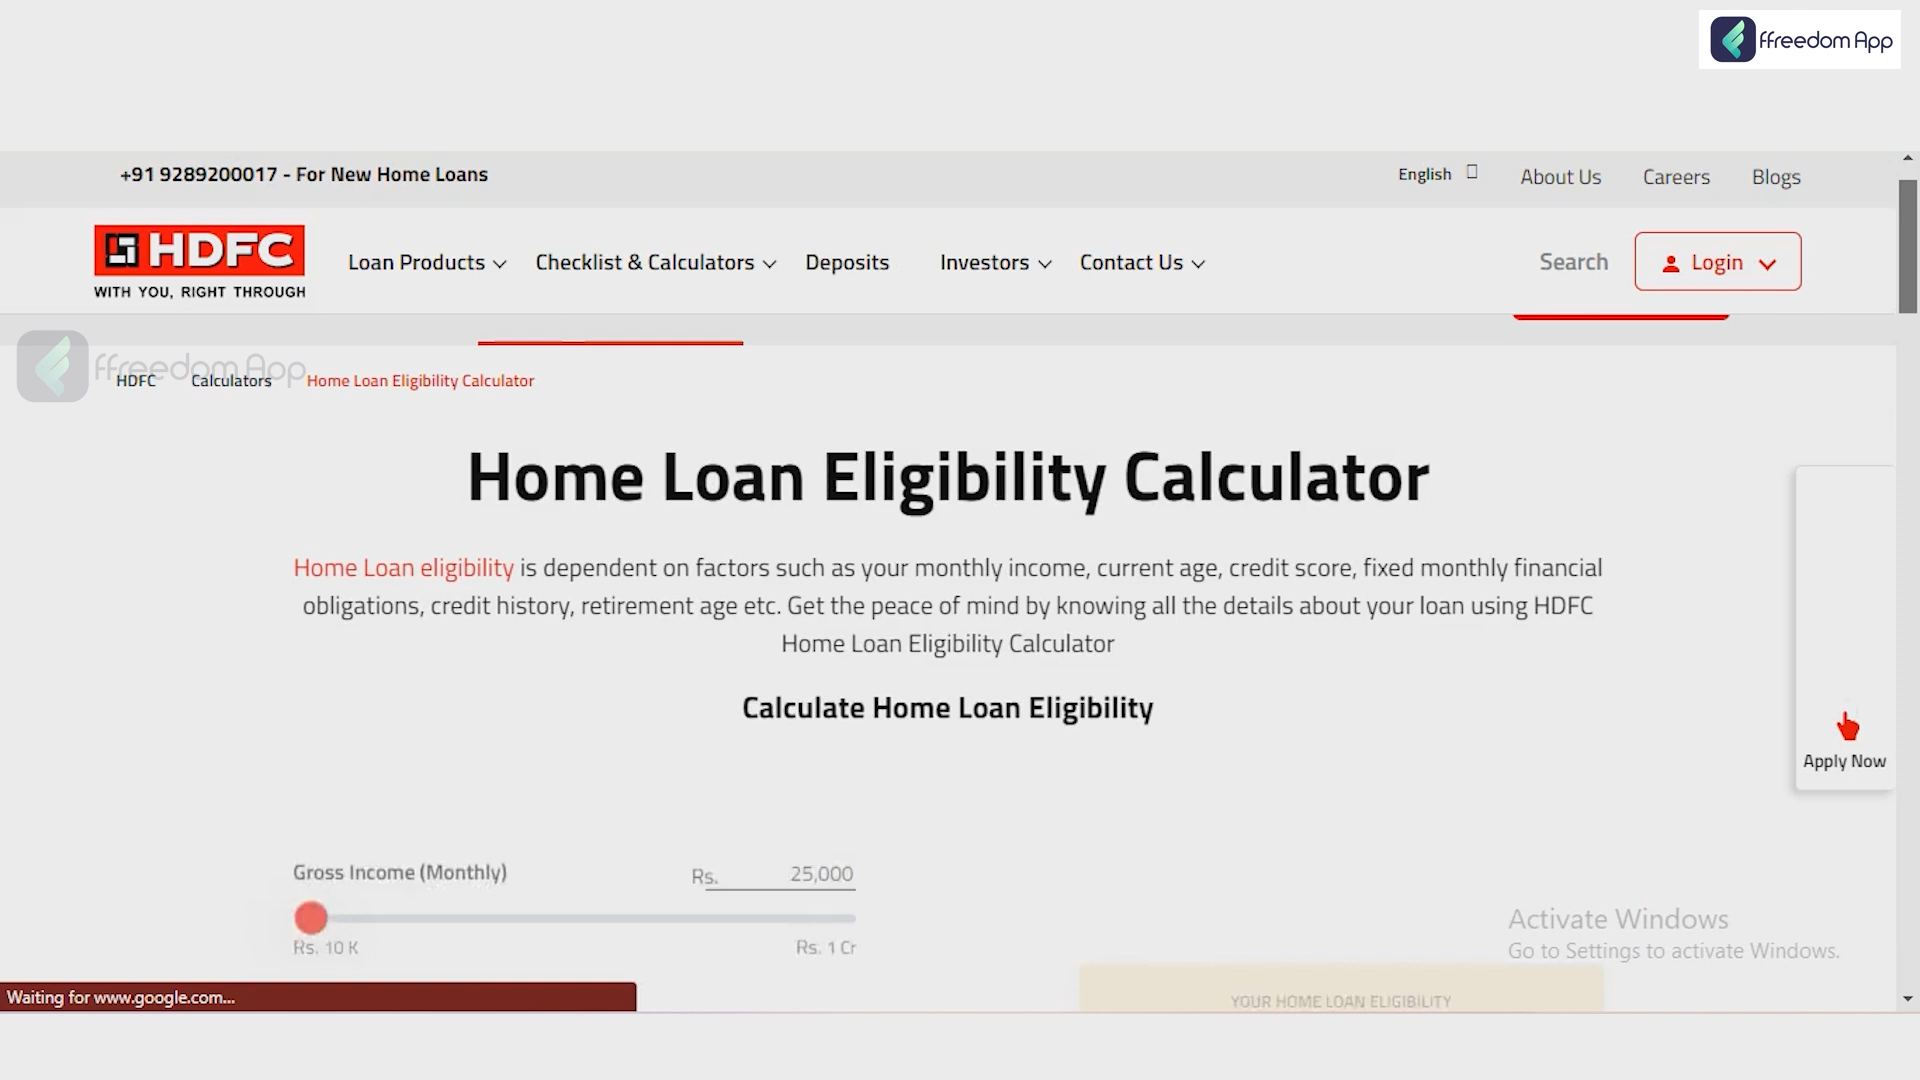 ffreedom App
+91 9289200017 - For New Home Loans
English
About Us
Careers
Blogs
HDFC
WITH YOU, RIGHT THROUGH
Loan Products
Checklist & Calculators
Deposits
Investors
Contact Us
Search
Login
ffreedom App
HDFC
Calculators
Home Loan Eligibility Calculator
Home Loan Eligibility Calculator
Home Loan eligibility is dependent on factors such as your monthly income, current age, credit score, fixed monthly financial
obligations, credit history, retirement age etc. Get the peace of mind by knowing all the details about your loan using HDFC
Home Loan Eligibility Calculator
Calculate Home Loan Eligibility
Apply Now
Gross Income (Monthly)
Rs. 25,000
Rs. 10 K
Rs. 1 Cr
Activate Windows
Go to Settings to activate Windows.
Waiting for www.google.com...
YOUR HOME LOAN ELIGIBILITY